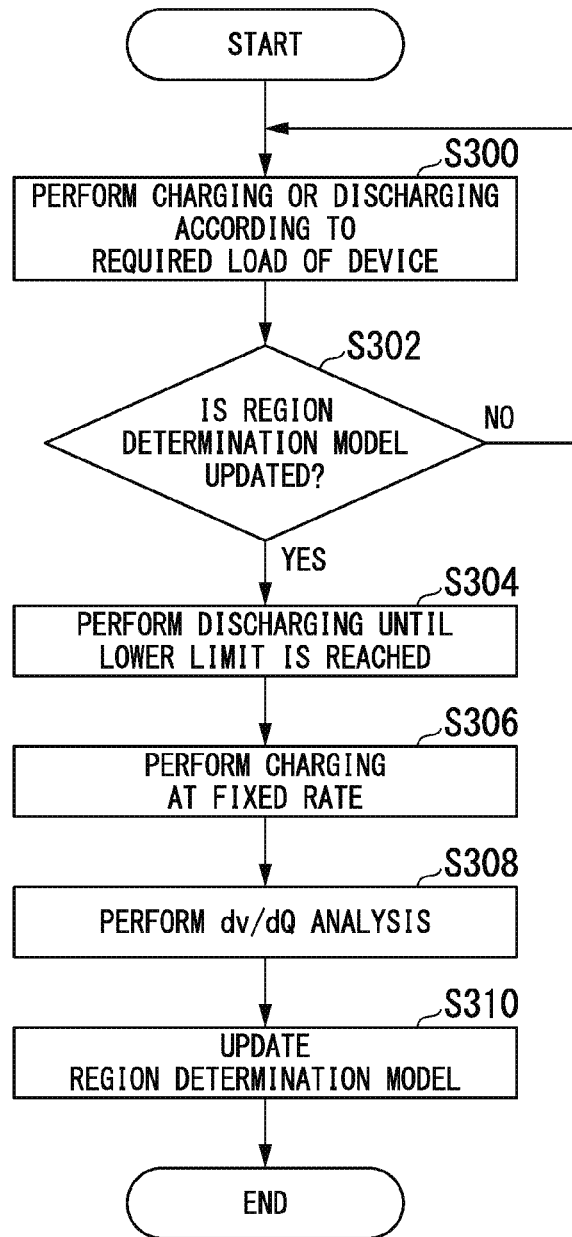 START
S300
PERFORM CHARGING OR DISCHARGING
ACCORDING TO
REQUIRED LOAD OF DEVICE
S302
IS REGION
DETERMINATION MODEL
UPDATED?
NO
YES
S304
PERFORM DISCHARGING UNTIL
LOWER LIMIT IS REACHED
S306
PERFORM CHARGING
AT FIXED RATE
S308
PERFORM dv/dQ ANALYSIS
S310
UPDATE
REGION DETERMINATION MODEL
END